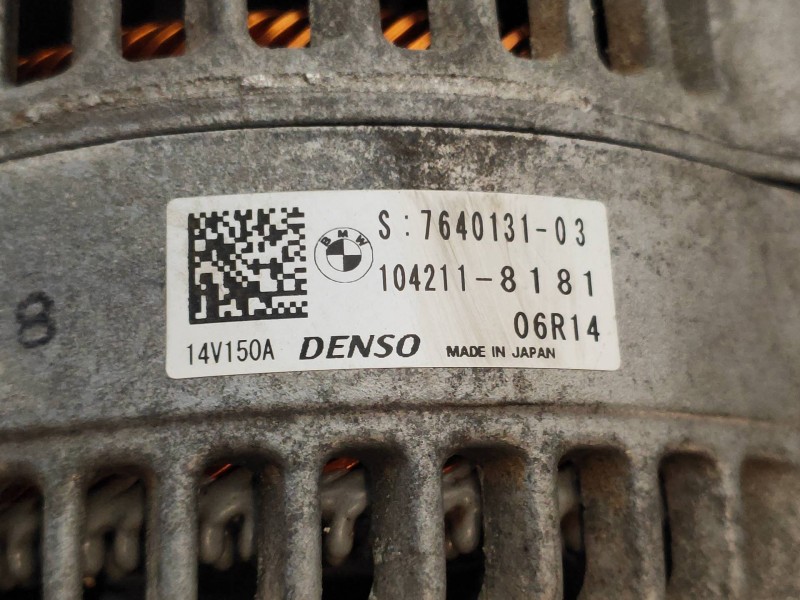 BMW
S:7640131-03
104211-8181
06R14
14V150A DENSO MADE IN JAPAN
8